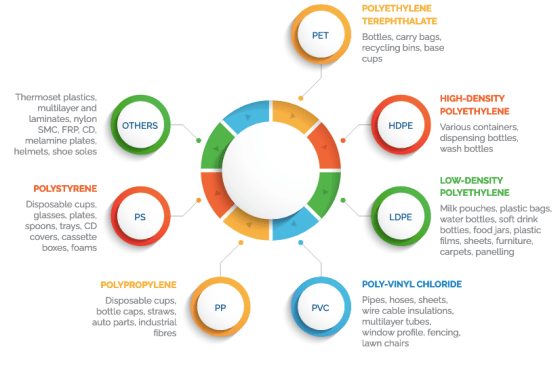 POLYETHYLENE
TEREPHTHALATE
PET
Bottles, carry bags,
recycling bins, base
cups
HIGH-DENSITY
POLYETHYLENE
HDPE
Various containers,
dispensing bottles,
wash bottles
LOW-DENSITY
POLYETHYLENE
LDPE
Milk pouches, plastic bags,
water bottles, soft drink
bottles, food jars, plastic
films, sheets, furniture,
carpets, panelling
POLY-VINYL CHLORIDE
PVC
Pipes, hoses, sheets,
wire cable insulations,
multilayer tubes,
window profile, fencing,
lawn chairs
POLYPROPYLENE
PP
Disposable cups,
bottle caps, straws,
auto parts, industrial
fibres
POLYSTYRENE
PS
Disposable cups,
glasses, plates,
spoons, trays, CD
covers, cassette
boxes, foams
OTHERS
Thermoset plastics,
multilayer and
laminates, nylon
SMC, FRP, CD,
melamine plates,
helmets, shoe soles